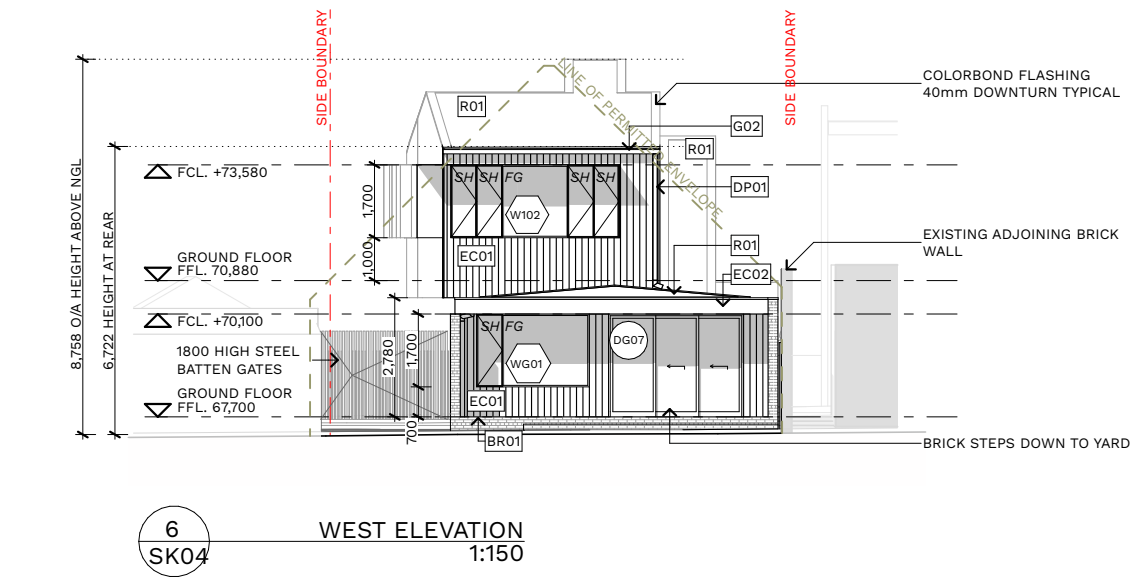 SIDE BOUNDARY
SIDE BOUNDARY
LINE OF PERMITTED ENVELOPE
COLORBOND FLASHING
40mm DOWNTURN TYPICAL
R01
G02
R01
FCL. +73,580
SH SH FG SH SH
DP01
W102
1,700
8,758 O/A HEIGHT ABOVE NGL
6,722 HEIGHT AT REAR
EXISTING ADJOINING BRICK
WALL
R01
EC01
GROUND FLOOR
FFL. 70,880
1,000
EC02
FCL. +70,100
SH FG
DG07
1800 HIGH STEEL
BATTEN GATES
2,780
1,700
WG01
GROUND FLOOR
FFL. 67,700
EC01
700
BR01
BRICK STEPS DOWN TO YARD
6
SK04
WEST ELEVATION
1:150